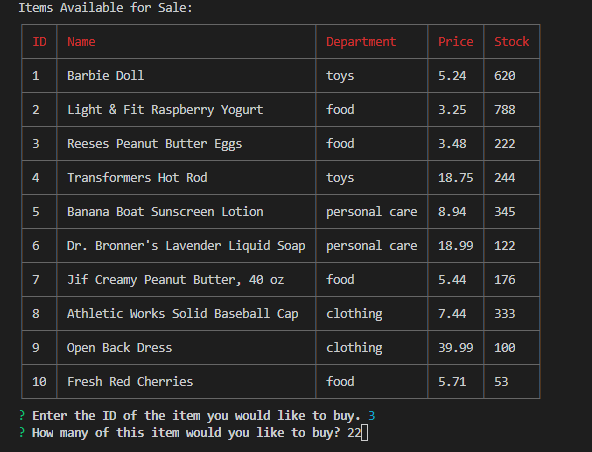 Items Available for Sale:
ID Name Department Price Stock
1 Barbie Doll toys 5.24 620
2 Light & Fit Raspberry Yogurt food 3.25 788
3 Reeses Peanut Butter Eggs food 3.48 222
4 Transformers Hot Rod toys 18.75 244
5 Banana Boat Sunscreen Lotion personal care 8.94 345
6 Dr. Bronner's Lavender Liquid Soap personal care 18.99 122
7 Jif Creamy Peanut Butter, 40 oz food 5.44 176
8 Athletic Works Solid Baseball Cap clothing 7.44 333
9 Open Back Dress clothing 39.99 100
10 Fresh Red Cherries food 5.71 53
? Enter the ID of the item you would like to buy. 3
? How many of this item would you like to buy? 22